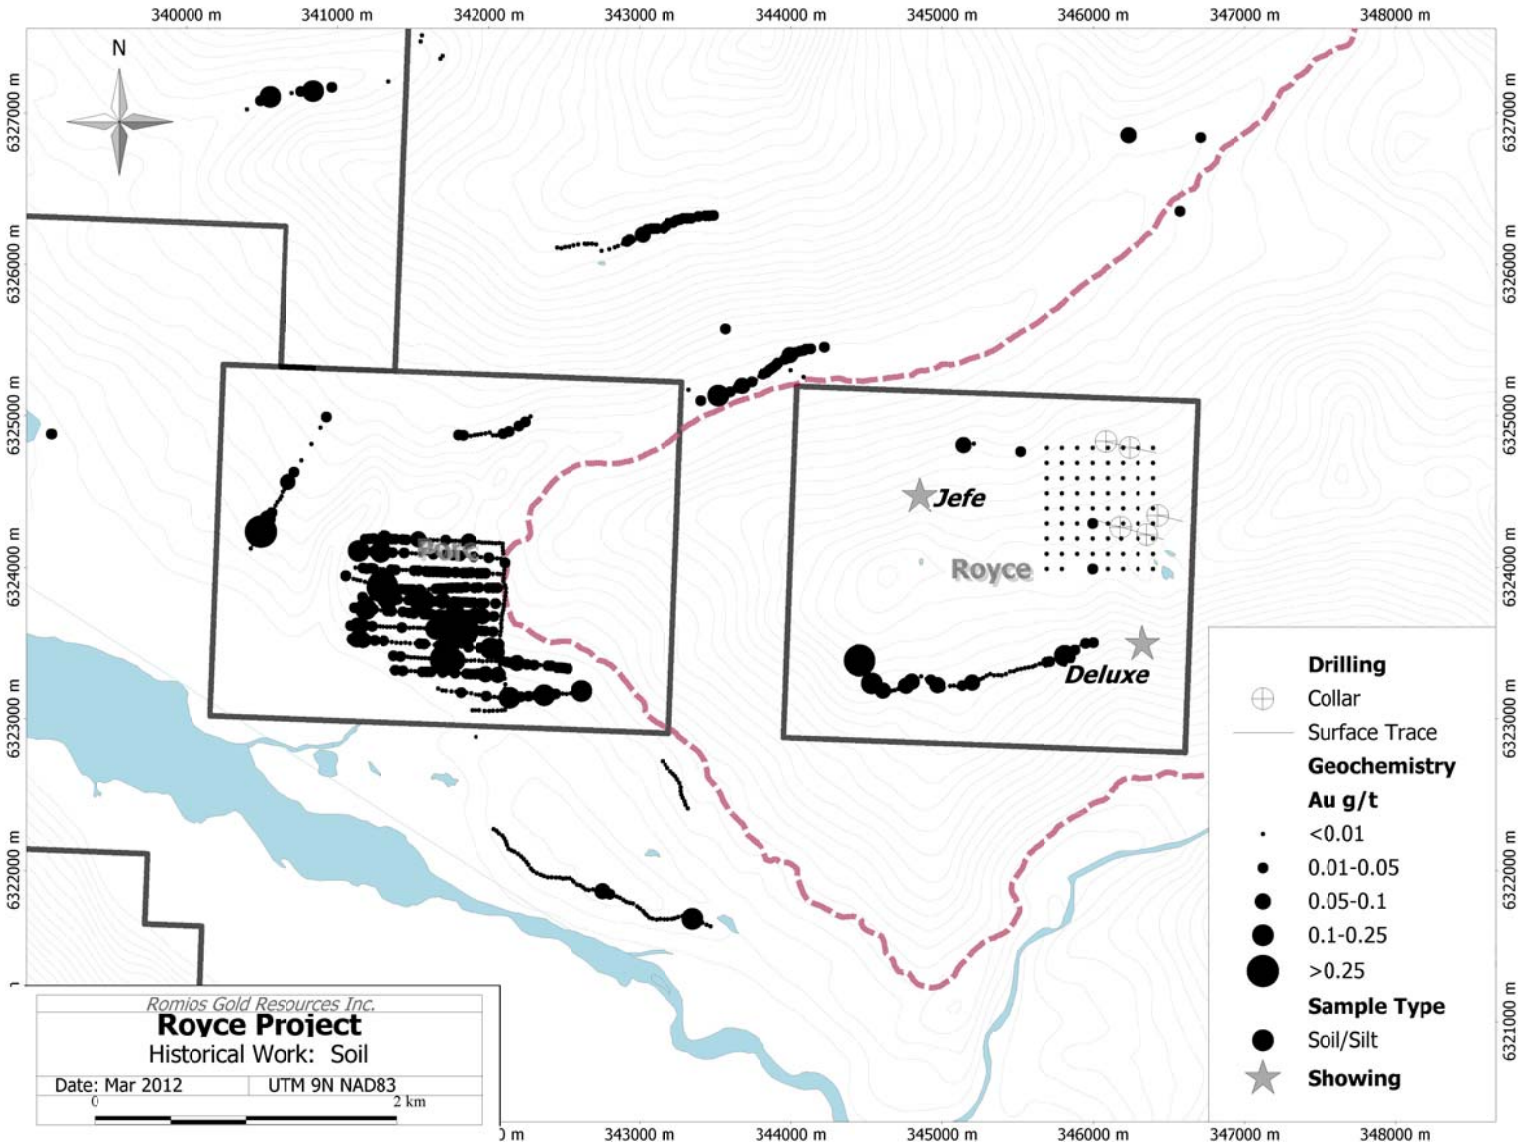 340000 m 341000 m 342000 m 343000 m 344000 m 345000 m 346000 m 347000 m 348000 m
N
6327000 m
6327000 m
6326000 m
6326000 m
6325000 m
6325000 m
Jefe
Porc
6324000 m
Royce
6324000 m
Deluxe
6323000 m
6323000 m
6322000 m
6322000 m
6321000 m
Drilling
Collar
Surface Trace
Geochemistry
Au g/t
<0.01
0.01-0.05
0.05-0.1
0.1-0.25
>0.25
Sample Type
Soil/Silt
Showing
Romios Gold Resources Inc.
Royce Project
Historical Work: Soil
Date: Mar 2012 UTM 9N NAD83
0 2 km
0 m 343000 m 344000 m 345000 m 346000 m 347000 m 348000 m